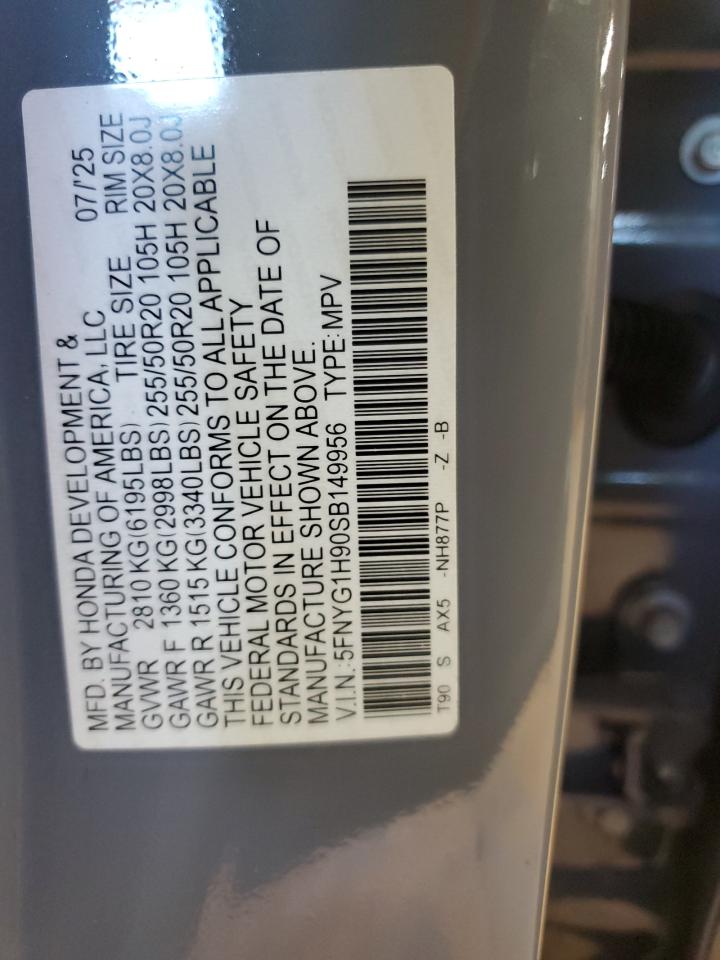 MFD. BY HONDA DEVELOPMENT &
MANUFACTURING OF AMERICA, LLC 07/'25
GVWR 2810 KG(6195LBS) TIRE SIZE RIM SIZE
GAWR F 1360 KG(2998LBS) 255/50R20 105H 20X8.0J
GAWR R 1515 KG(3340LBS) 255/50R20 105H 20X8.0J
THIS VEHICLE CONFORMS TO ALL APPLICABLE
FEDERAL MOTOR VEHICLE SAFETY
STANDARDS IN EFFECT ON THE DATE OF
MANUFACTURE SHOWN ABOVE.
V.I.N.:5FNYG1H90SB149956 TYPE:MPV
T90 S AX5 -NH877P -Z -B